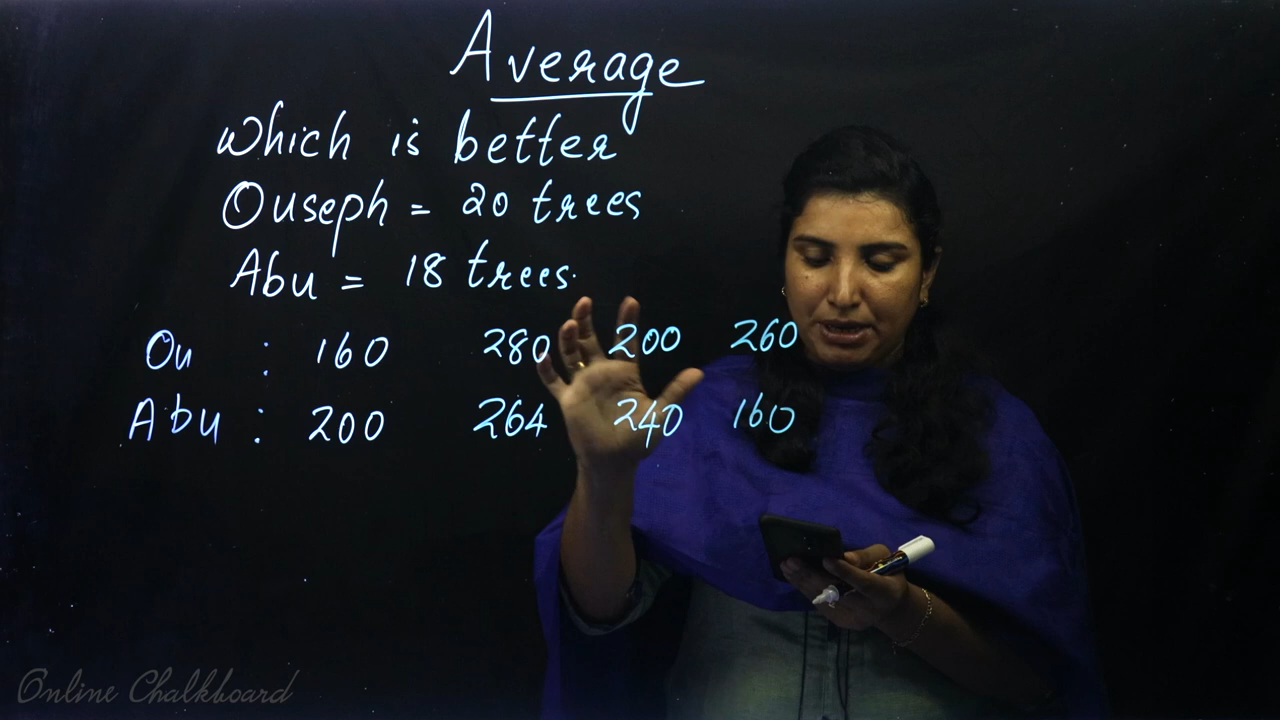 Average
Which is better
Ouseph = 20 trees
Abu = 18 trees.
Ou : 160 280 200 260
Abu : 200 264 240 160
Online Chalkboard